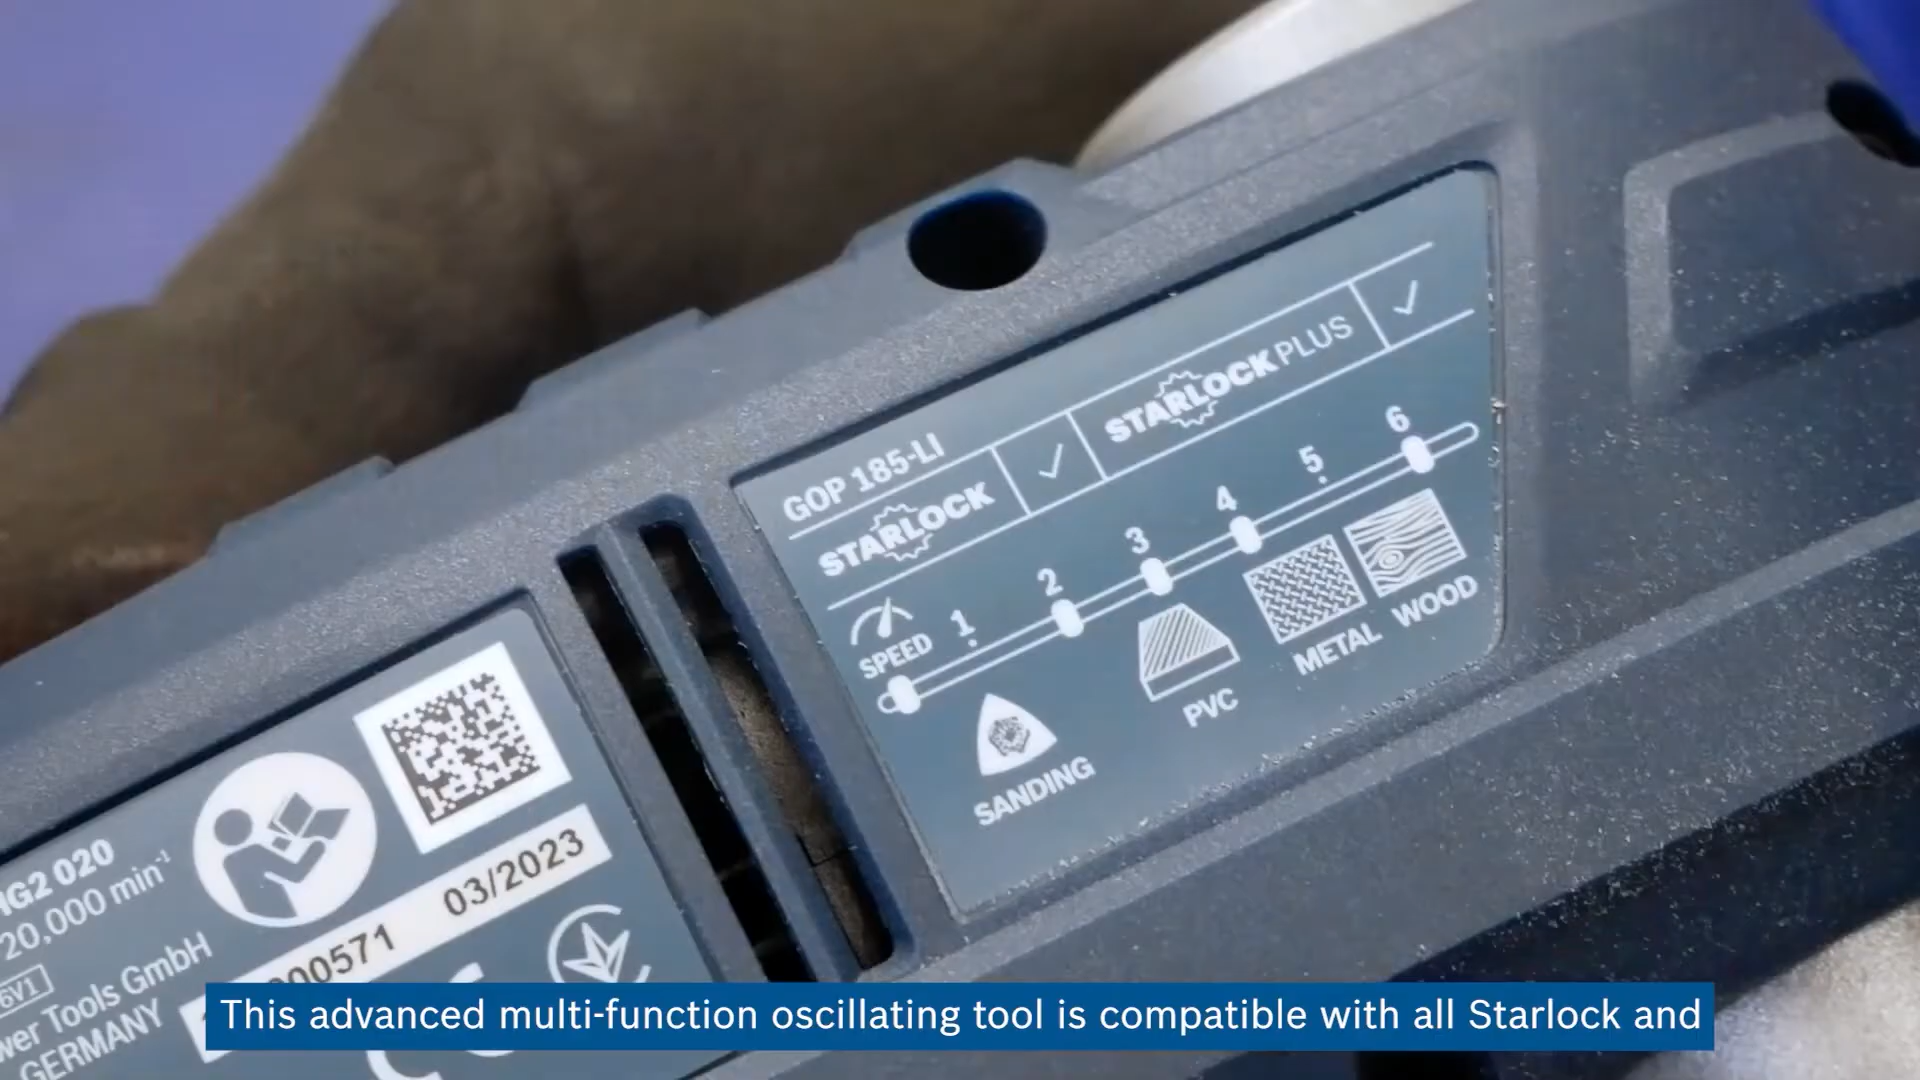 GOP 185-LI
STARLOCK
STARLOCK PLUS
SPEED
1 2 3 4 5 6
SANDING
PVC
METAL
WOOD
020
20,000 min⁻¹
03/2023
000571
Tools GmbH
GERMANY
This advanced multi-function oscillating tool is compatible with all Starlock and